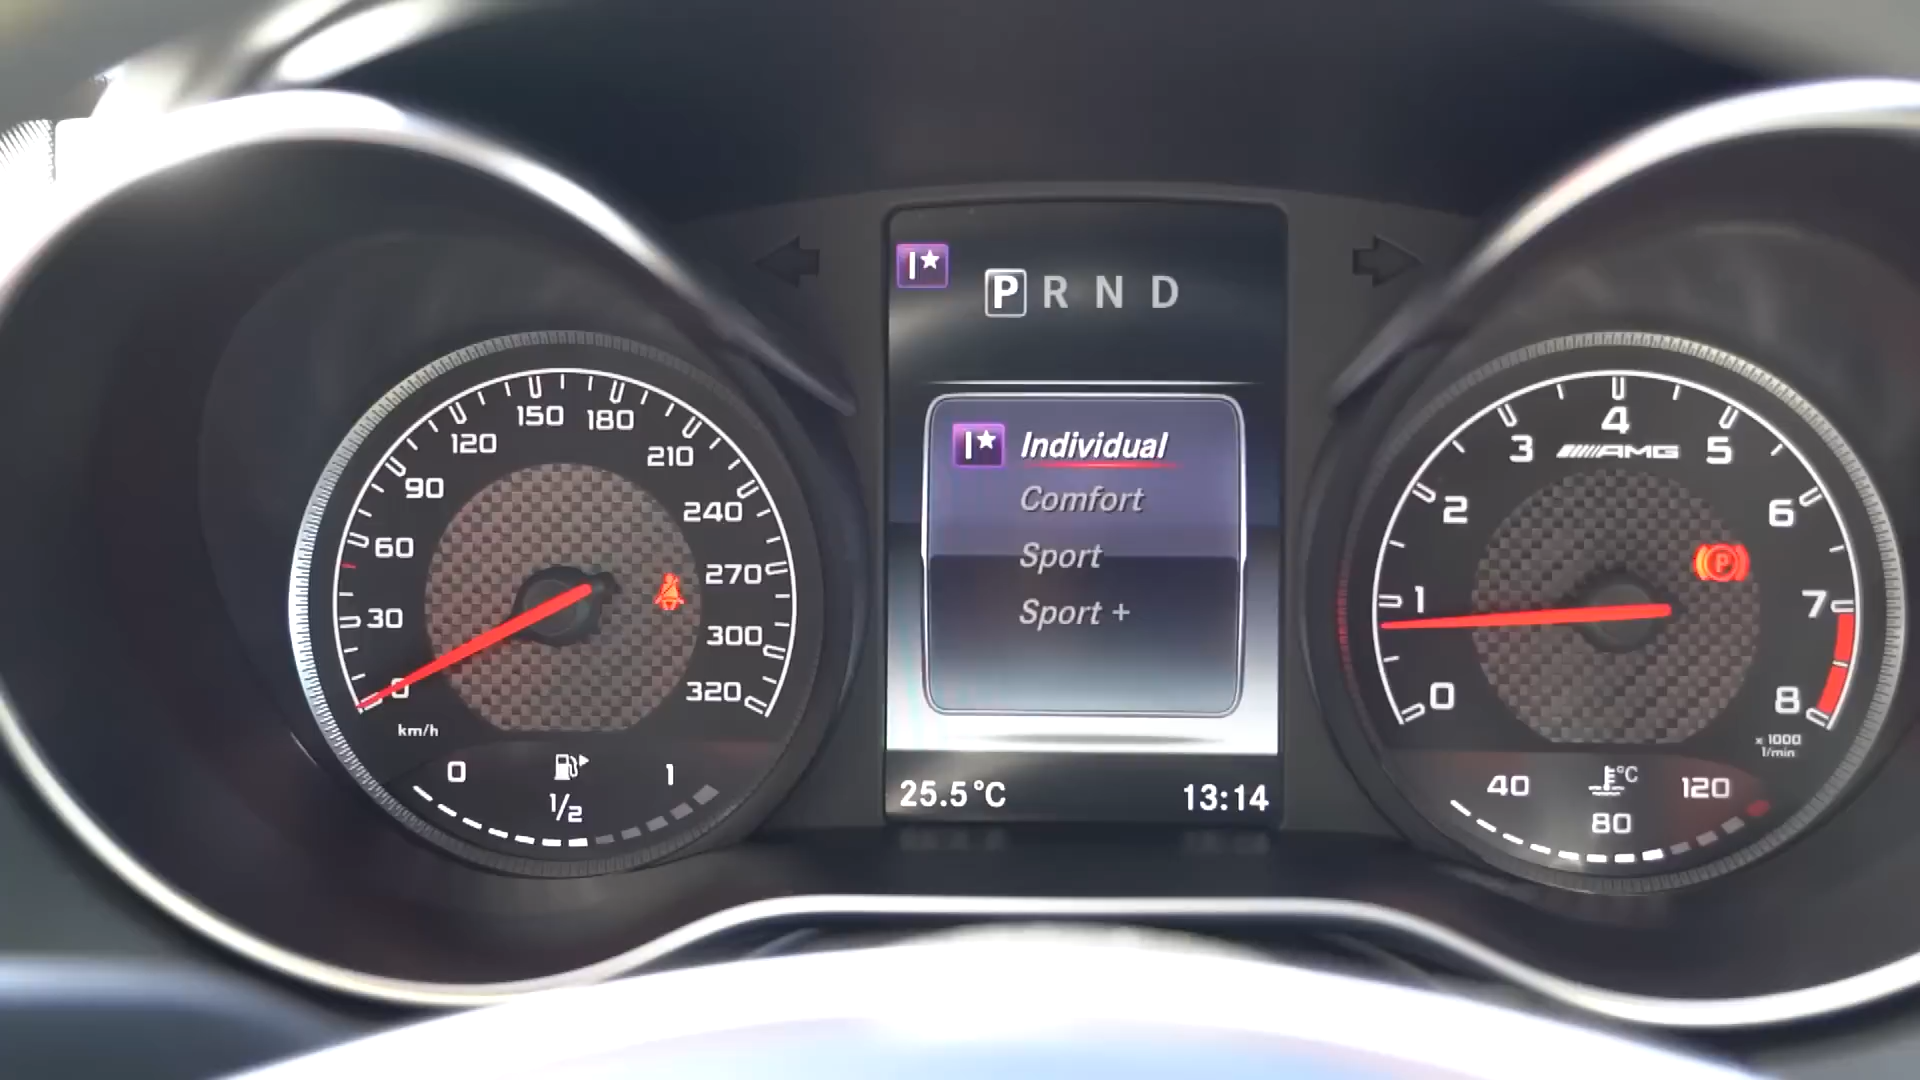 I★
P R N D
I★ Individual
Comfort
Sport
Sport +
25.5°C 13:14
0
30
60
90
120
150
180
210
240
270
300
320
km/h
0 1/2 1
0
1
2
3
4
5
6
7
8
AMG
P
x 1000
1/min
40 80 120
°C